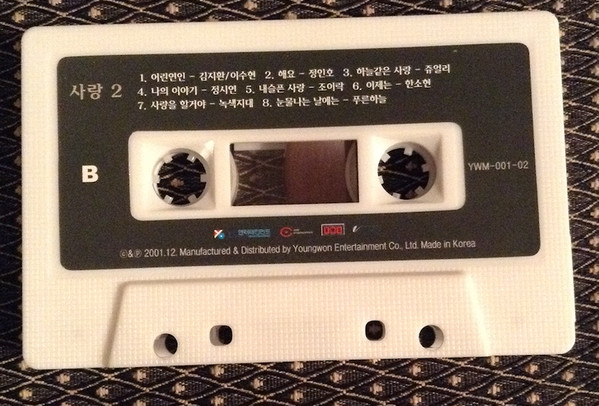 사랑 2
1. 어린연인 - 김지환/이수현 2. 해요 - 정인호 3. 하늘같은 사랑 - 쥬얼리
4. 나의 이야기 - 정시연 5. 내슬픈 사랑 - 조이락 6. 이제는 - 한소현
7. 사랑을 할거야 - 녹색지대 8. 눈물나는 날에는 - 푸른하늘
B
YWM-001-02
©&℗ 2001.12. Manufactured & Distributed by Youngwon Entertainment Co., Ltd. Made in Korea